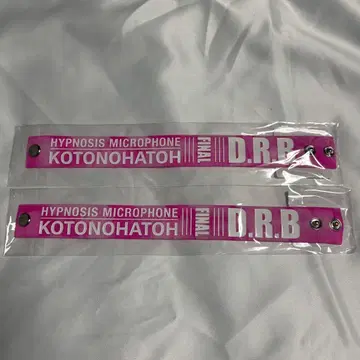 HYPNOSIS MICROPHONE
KOTONOHATOH
FINAL
D.R.B
HYPNOSIS MICROPHONE
KOTONOHATOH
FINAL
D.R.B